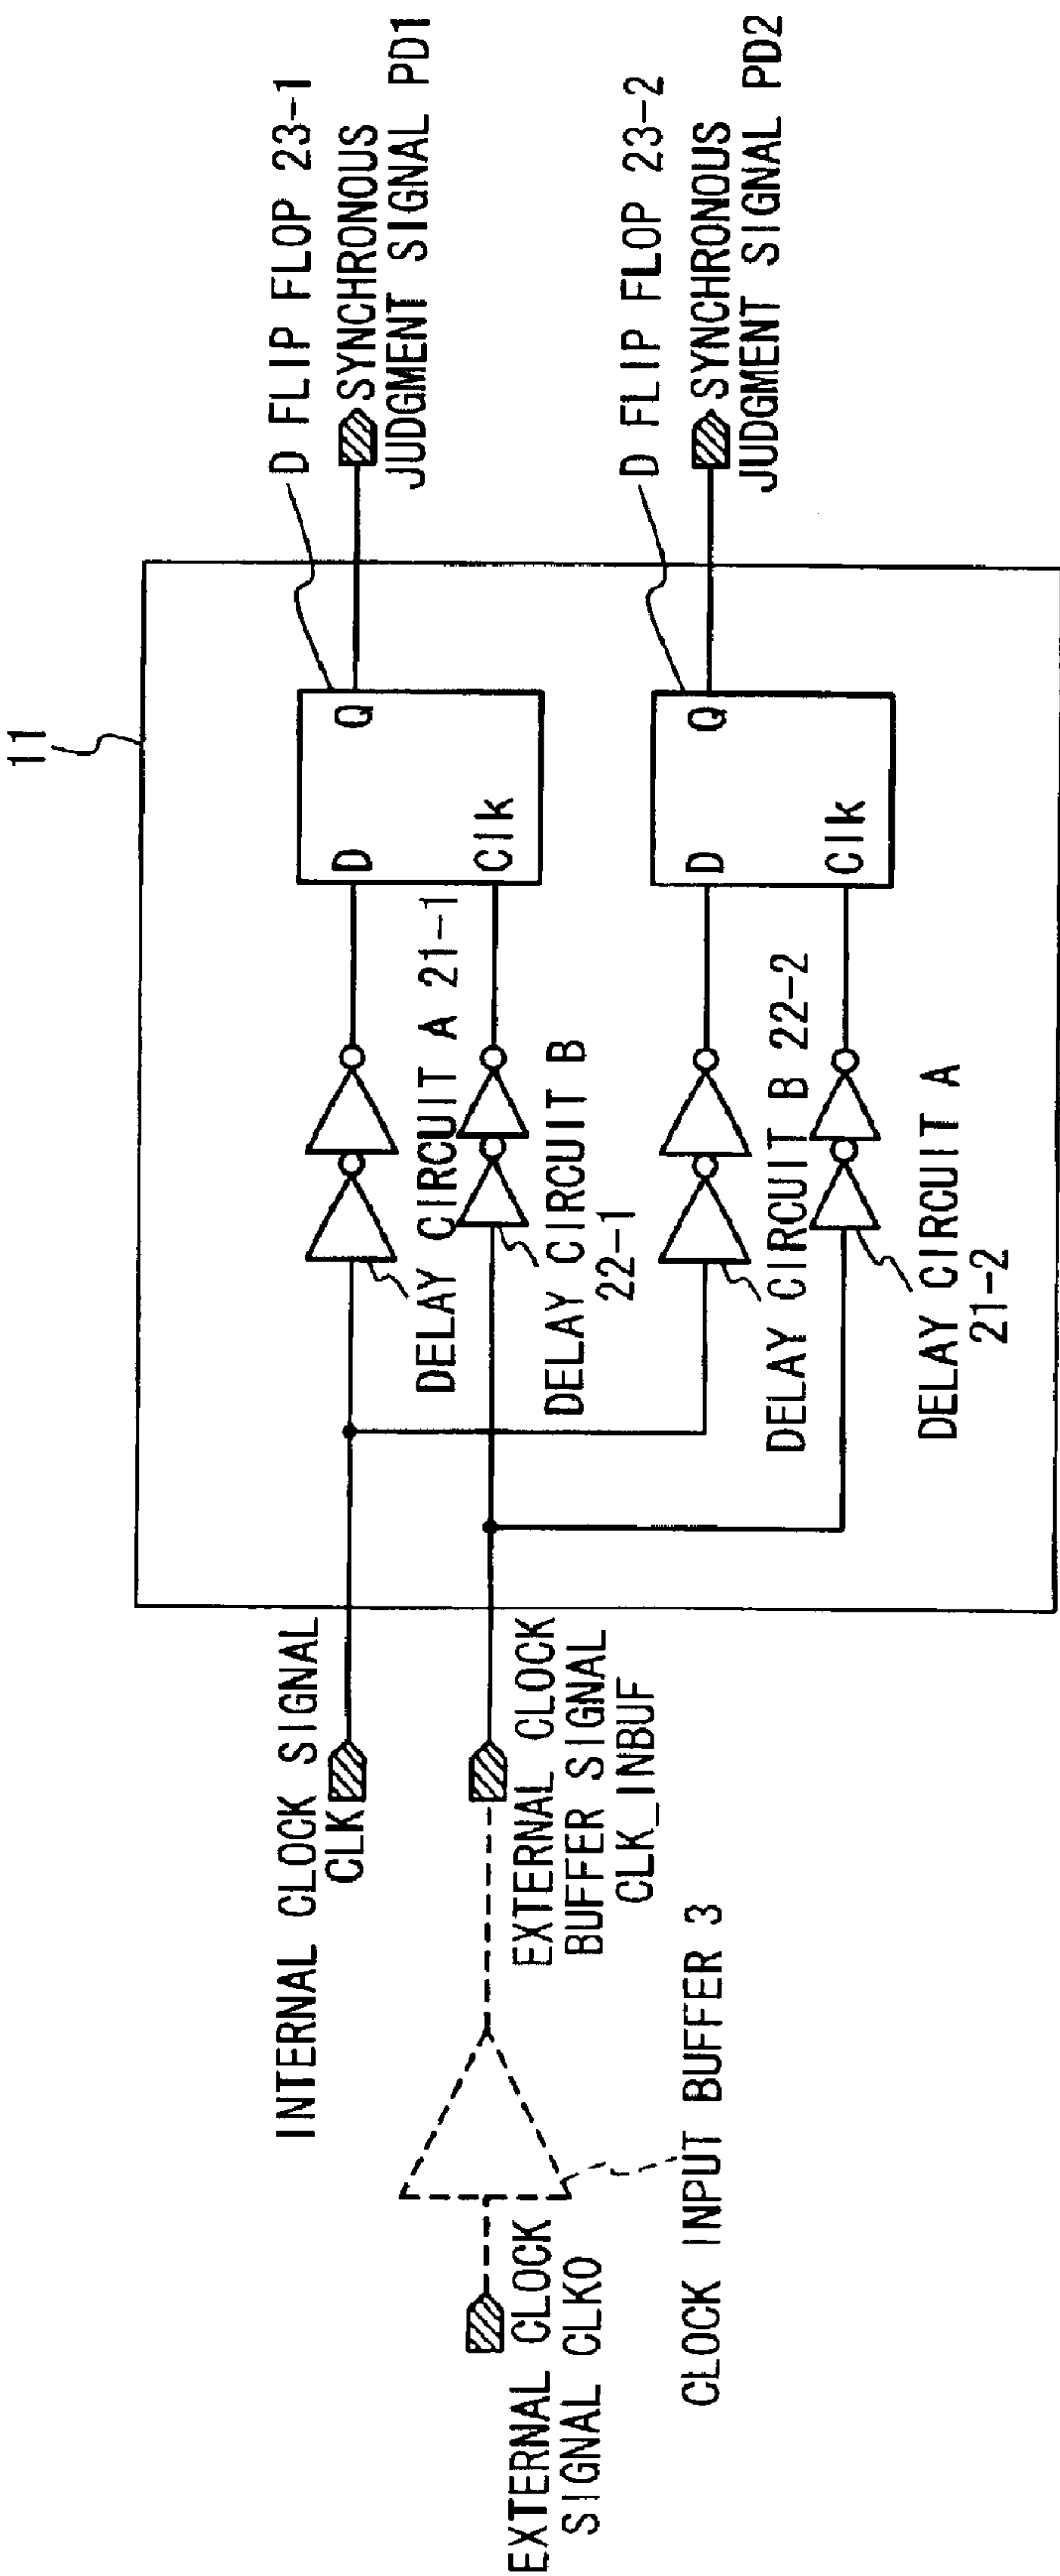 11
D FLIP FLOP 23-1
SYNCHRONOUS
JUDGMENT SIGNAL PD1
D
Q
Clk
INTERNAL CLOCK SIGNAL
CLK
DELAY CIRCUIT A 21-1
DELAY CIRCUIT B
22-1
EXTERNAL CLOCK
SIGNAL CLK0
EXTERNAL CLOCK
BUFFER SIGNAL
CLK_INBUF
CLOCK INPUT BUFFER 3
D FLIP FLOP 23-2
SYNCHRONOUS
JUDGMENT SIGNAL PD2
D
Q
Clk
DELAY CIRCUIT B 22-2
DELAY CIRCUIT A
21-2